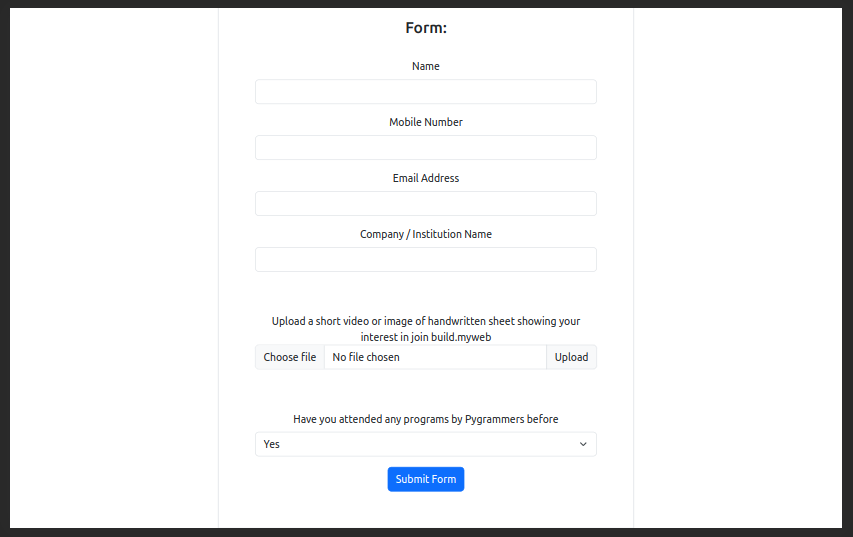 Form:
Name
Mobile Number
Email Address
Company / Institution Name
Upload a short video or image of handwritten sheet showing your
interest in join build.myweb
Choose file No file chosen Upload
Have you attended any programs by Pygrammers before
Yes
Submit Form